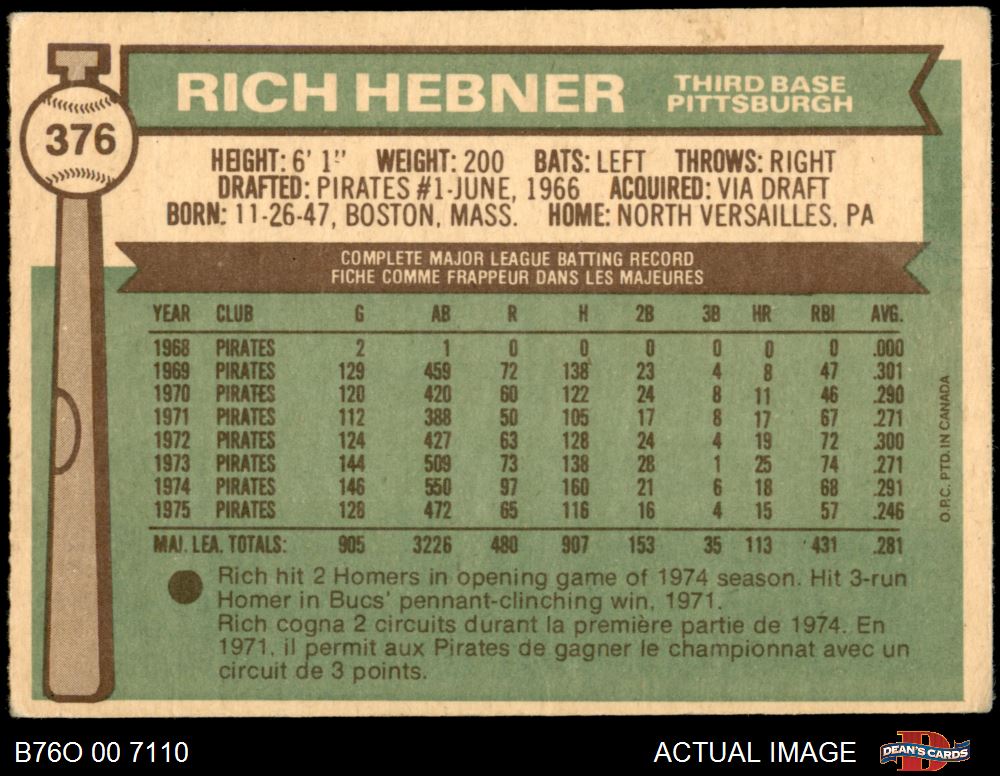 RICH HEBNER
THIRD BASE
PITTSBURGH
376
HEIGHT: 6' 1" WEIGHT: 200 BATS: LEFT THROWS: RIGHT
DRAFTED: PIRATES #1-JUNE, 1966 ACQUIRED: VIA DRAFT
BORN: 11-26-47, BOSTON, MASS. HOME: NORTH VERSAILLES, PA
COMPLETE MAJOR LEAGUE BATTING RECORD
FICHE COMME FRAPPEUR DANS LES MAJEURES
YEAR CLUB G AB R H 2B 3B HR RBI AVG.
1968 PIRATES 2 1 0 0 0 0 0 0 .000
1969 PIRATES 129 459 72 138 23 4 8 47 .301
1970 PIRATES 120 420 60 122 24 8 11 46 .290
1971 PIRATES 112 388 50 105 17 8 17 67 .271
1972 PIRATES 124 427 63 128 24 4 19 72 .300
1973 PIRATES 144 509 73 138 28 1 25 74 .271
1974 PIRATES 146 550 97 160 21 6 18 68 .291
1975 PIRATES 128 472 65 116 16 4 15 57 .246
MAJ. LEA. TOTALS: 905 3226 480 907 153 35 113 431 .281
O.P.C. PTD. IN CANADA
Rich hit 2 Homers in opening game of 1974 season. Hit 3-run
Homer in Bucs' pennant-clinching win, 1971.
Rich cogna 2 circuits durant la première partie de 1974. En
1971, il permit aux Pirates de gagner le championnat avec un
circuit de 3 points.
B76O 00 7110
ACTUAL IMAGE
DEAN'S CARDS